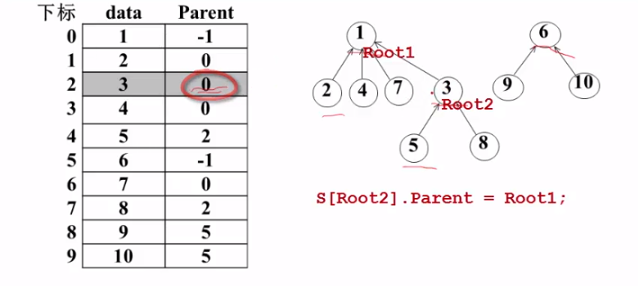 下标 data Parent
0 1 -1
1 2 0
2 3 0
3 4 0
4 5 2
5 6 -1
6 7 0
7 8 2
8 9 5
9 10 5
1 6
Root1
2 4 7 3 9 10
Root2
5 8
S[Root2].Parent = Root1;